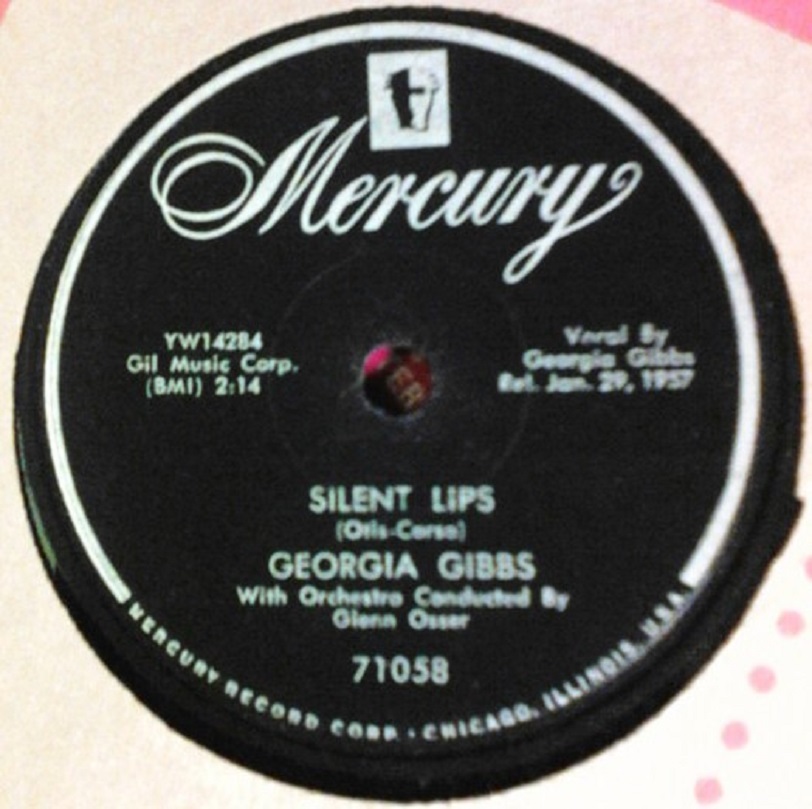 Mercury
YW14284
Gil Music Corp.
(BMI) 2:14
Vocal By
Georgia Gibbs
Rel. Jan. 29, 1957
SILENT LIPS
(Otis-Corso)
GEORGIA GIBBS
With Orchestra Conducted By
Glenn Osser
71058
MERCURY RECORD CORP. · CHICAGO, ILLINOIS, U.S.A.